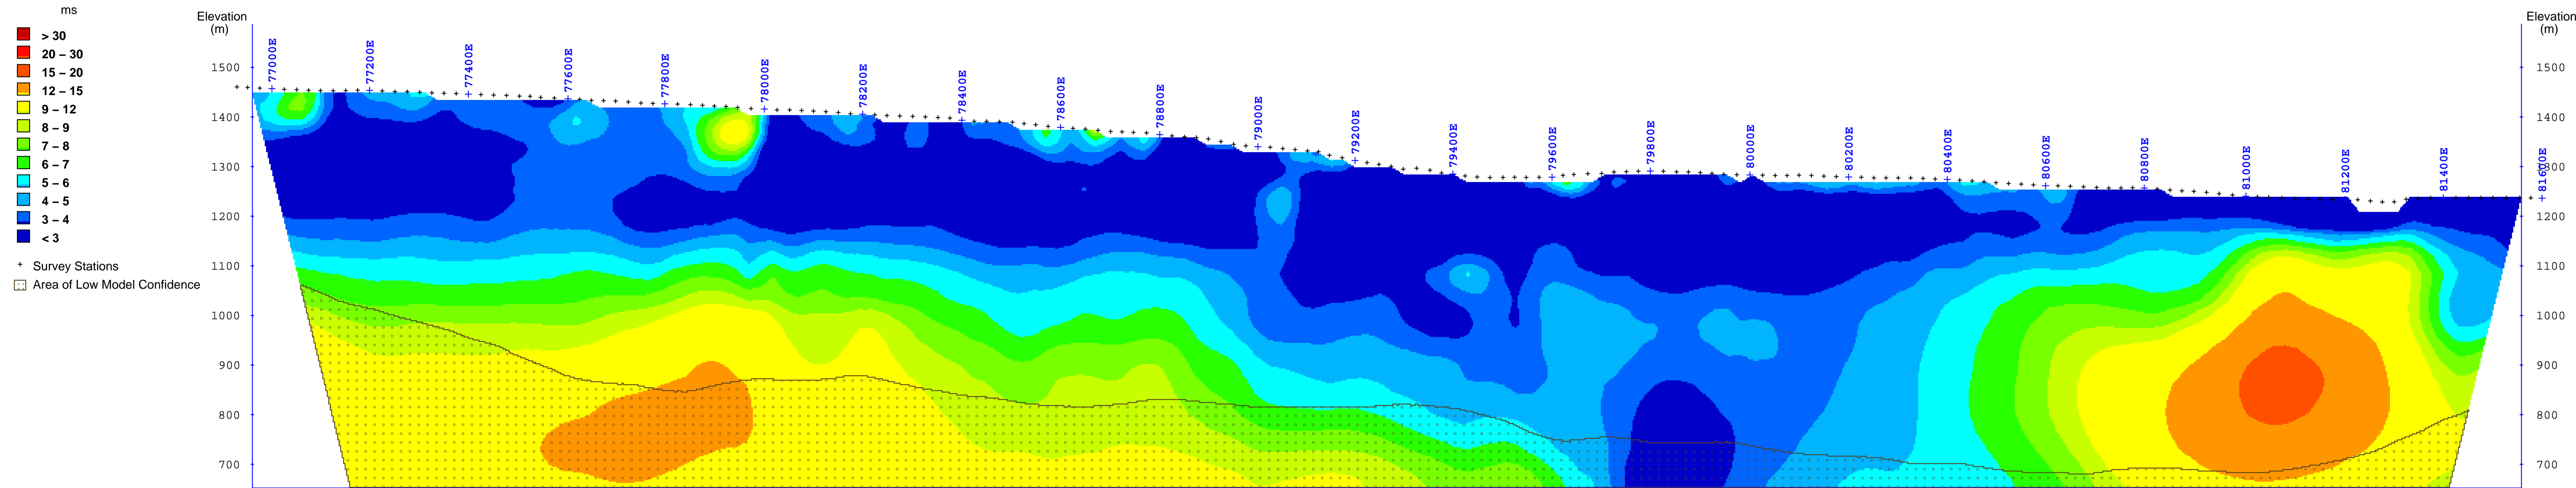 ms
> 30
20 – 30
15 – 20
12 – 15
9 – 12
8 – 9
7 – 8
6 – 7
5 – 6
4 – 5
3 – 4
< 3
+ Survey Stations
Area of Low Model Confidence
Elevation
(m)
1500
1400
1300
1200
1100
1000
900
800
700
77000E
77200E
77400E
77600E
77800E
78000E
78200E
78400E
78600E
78800E
79000E
79200E
79400E
79600E
79800E
80000E
80200E
80400E
80600E
80800E
81000E
81200E
81400E
81600E
Elevation
(m)
1500
1400
1300
1200
1100
1000
900
800
700